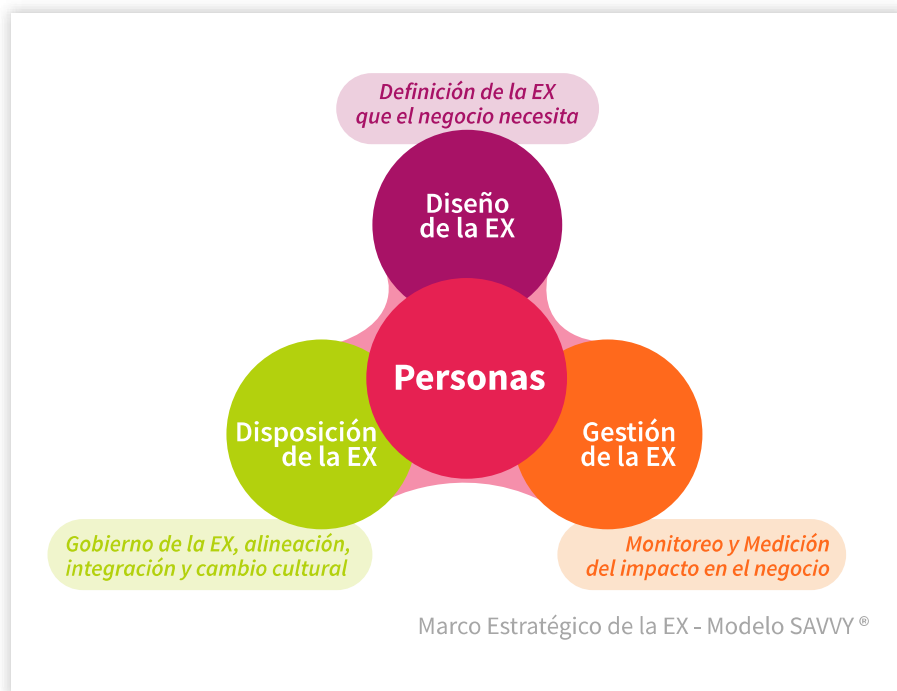 Definición de la EX
que el negocio necesita
Diseño
de la EX
Personas
Disposición
de la EX
Gestión
de la EX
Gobierno de la EX, alineación,
integración y cambio cultural
Monitoreo y Medición
del impacto en el negocio
Marco Estratégico de la EX - Modelo SAVVY ®